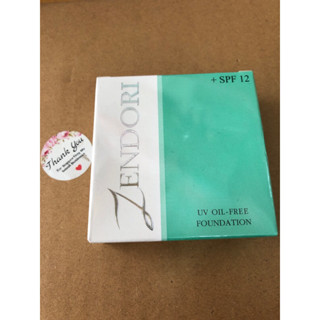 + SPF 12
ZENDORI
UV OIL-FREE
FOUNDATION
Thank You